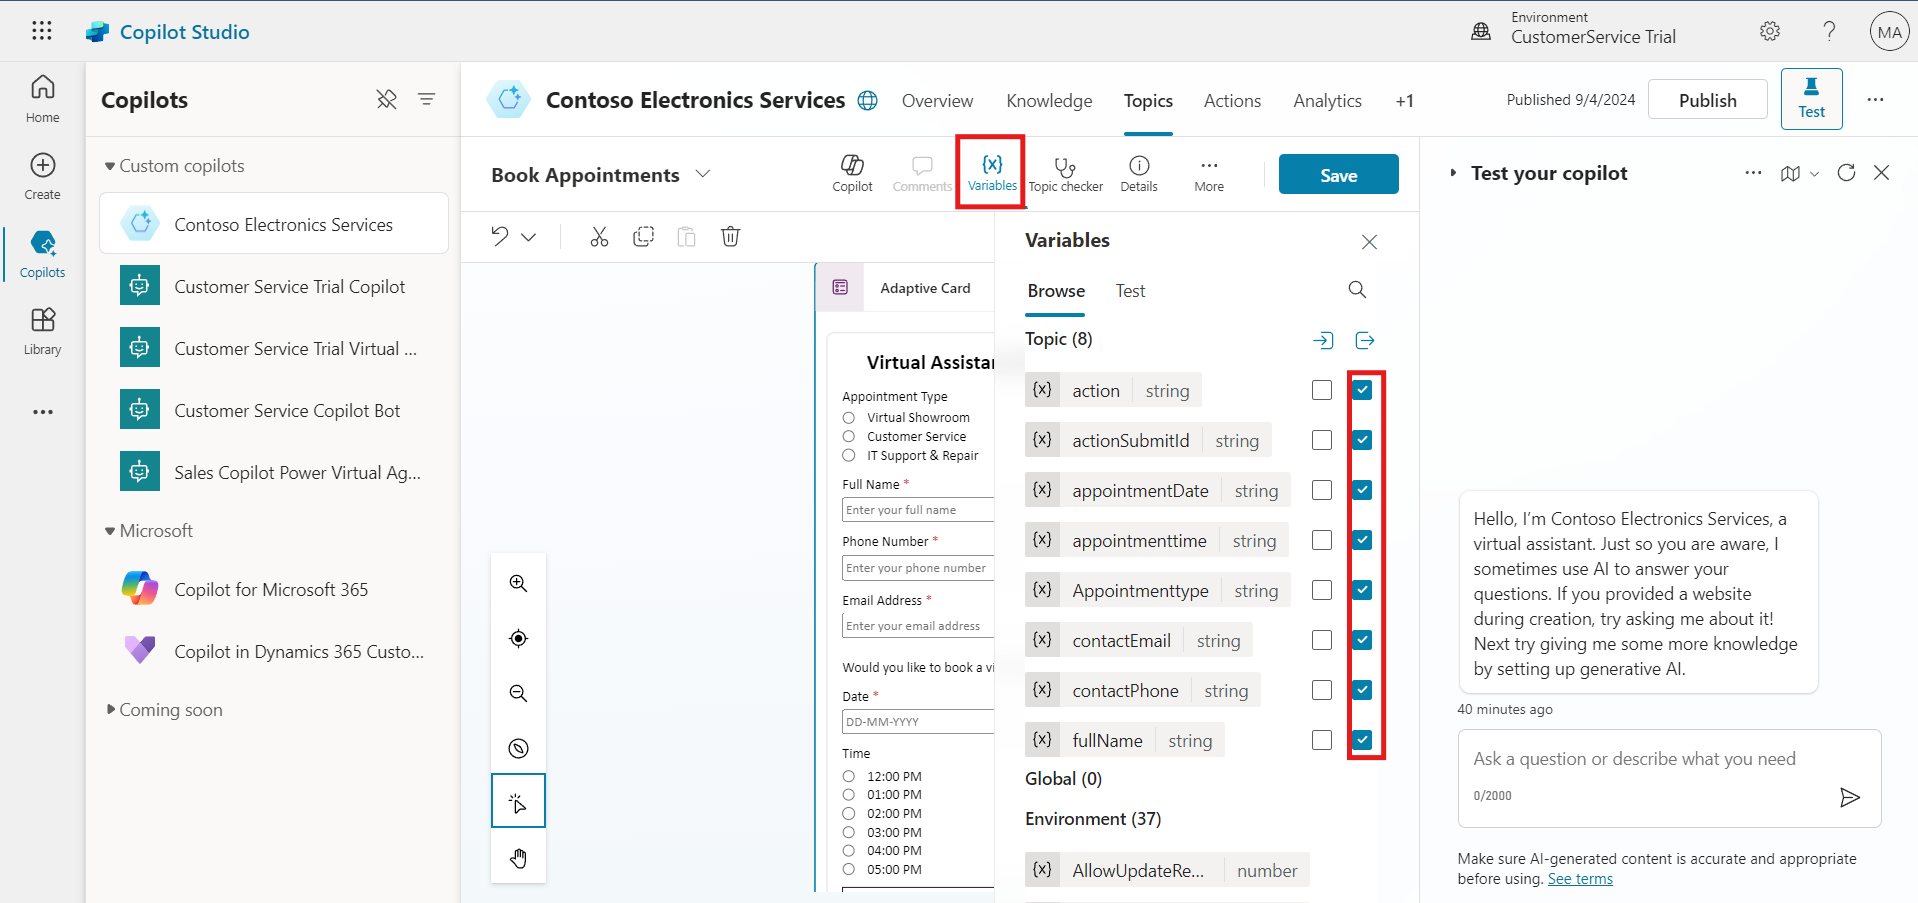 Copilot Studio
Environment
CustomerService Trial
MA
Home
Create
Copilots
Library
Copilots
Custom copilots
Contoso Electronics Services
Customer Service Trial Copilot
Customer Service Trial Virtual ...
Customer Service Copilot Bot
Sales Copilot Power Virtual Ag...
Microsoft
Copilot for Microsoft 365
Copilot in Dynamics 365 Custo...
Coming soon
Contoso Electronics Services
Overview
Knowledge
Topics
Actions
Analytics
+1
Published 9/4/2024
Publish
Test
Book Appointments
Copilot
Comments
{x}
Variables
Topic checker
Details
More
Save
Adaptive Card
Virtual Assista
Appointment Type
Virtual Showroom
Customer Service
IT Support & Repair
Full Name *
Enter your full name
Phone Number *
Enter your phone number
Email Address *
Enter your email address
Would you like to book a vi
Date *
DD-MM-YYYY
Time
12:00 PM
01:00 PM
02:00 PM
03:00 PM
04:00 PM
05:00 PM
Variables
Browse
Test
Topic (8)
{x} action string
{x} actionSubmitId string
{x} appointmentDate string
{x} appointmenttime string
{x} Appointmenttype string
{x} contactEmail string
{x} contactPhone string
{x} fullName string
Global (0)
Environment (37)
{x} AllowUpdateRe... number
Test your copilot
Hello, I'm Contoso Electronics Services, a
virtual assistant. Just so you are aware, I
sometimes use AI to answer your
questions. If you provided a website
during creation, try asking me about it!
Next try giving me some more knowledge
by setting up generative AI.
40 minutes ago
Ask a question or describe what you need
0/2000
Make sure AI-generated content is accurate and appropriate
before using. See terms